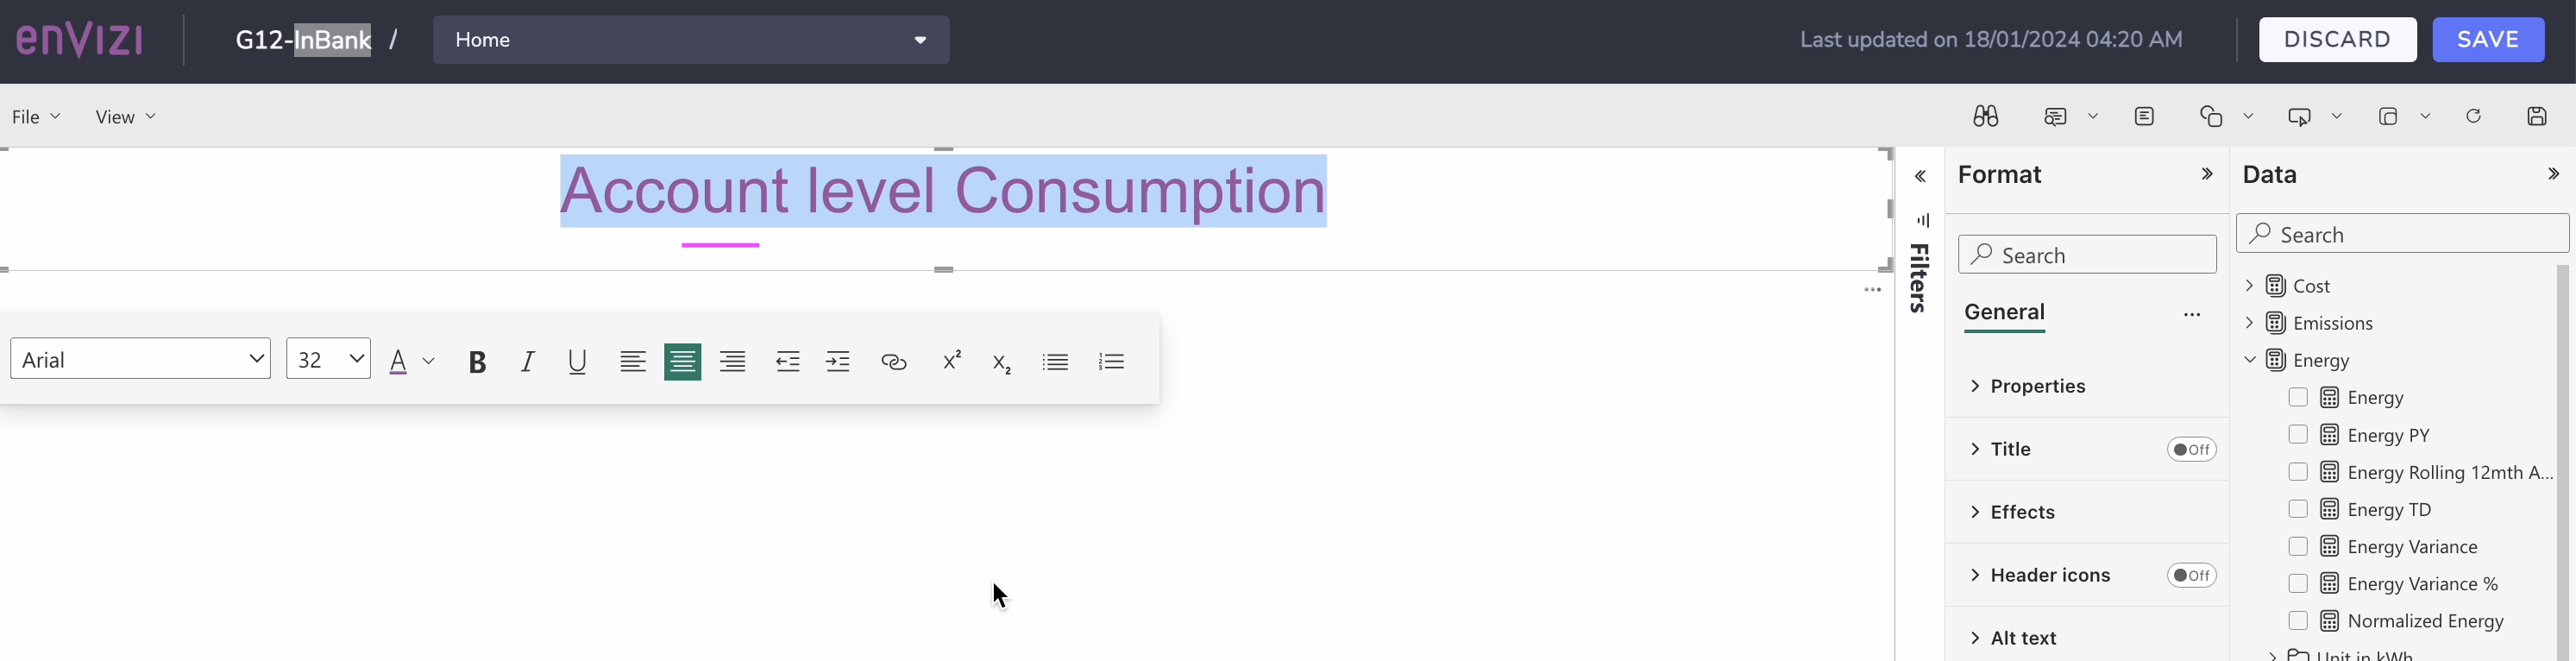 enVIZI
G12-InBank /
Home
Last updated on 18/01/2024 04:20 AM
DISCARD
SAVE
File
View
Account level Consumption
Arial
32
A
B
I
U
x²
x₂
Filters
Format
Search
General
...
Properties
Title
Off
Effects
Header icons
Off
Alt text
Data
Search
Cost
Emissions
Energy
Energy
Energy PY
Energy Rolling 12mth A...
Energy TD
Energy Variance
Energy Variance %
Normalized Energy
Unit in kWh